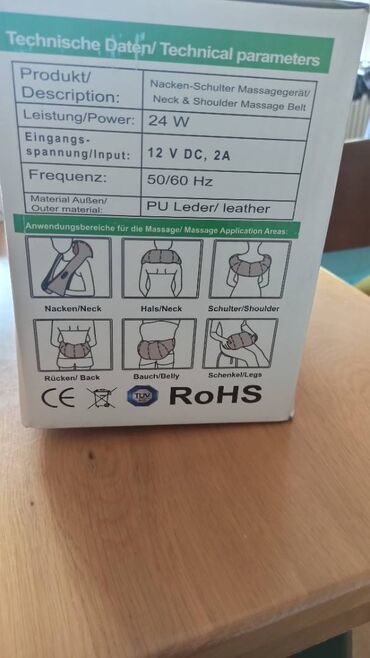 Technische Daten/ Technical parameters
Produkt/ Nacken-Schulter Massagegerät/
Description: Neck & Shoulder Massage Belt
Leistung/Power: 24 W
Eingangs-
spannung/Input: 12 V DC, 2A
Frequenz: 50/60 Hz
Material Außen/
Outer material: PU Leder/ leather
Anwendungsbereiche für die Massage/ Massage Application Areas:
Nacken/Neck Hals/Neck Schulter/Shoulder
Rücken/ Back Bauch/Belly Schenkel/Legs
CE TÜV RoHS